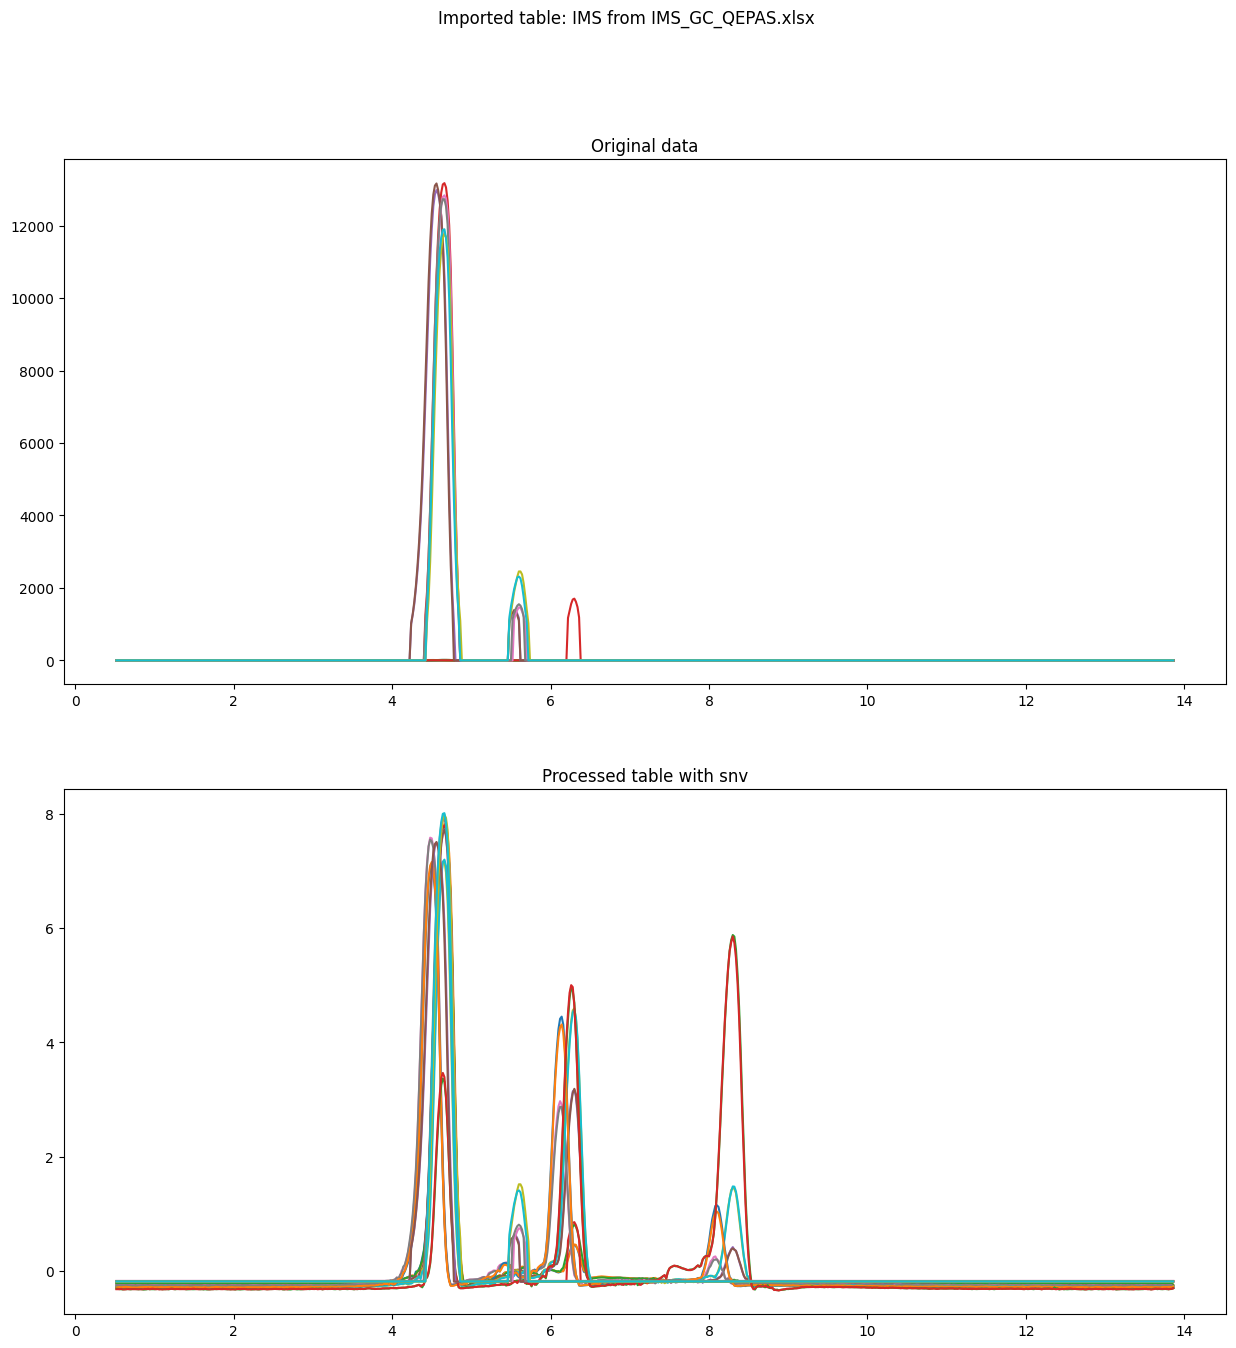 Imported table: IMS from IMS_GC_QEPAS.xlsx
Original data
12000
10000
8000
6000
4000
2000
0
0 2 4 6 8 10 12 14
Processed table with snv
8
6
4
2
0
0 2 4 6 8 10 12 14